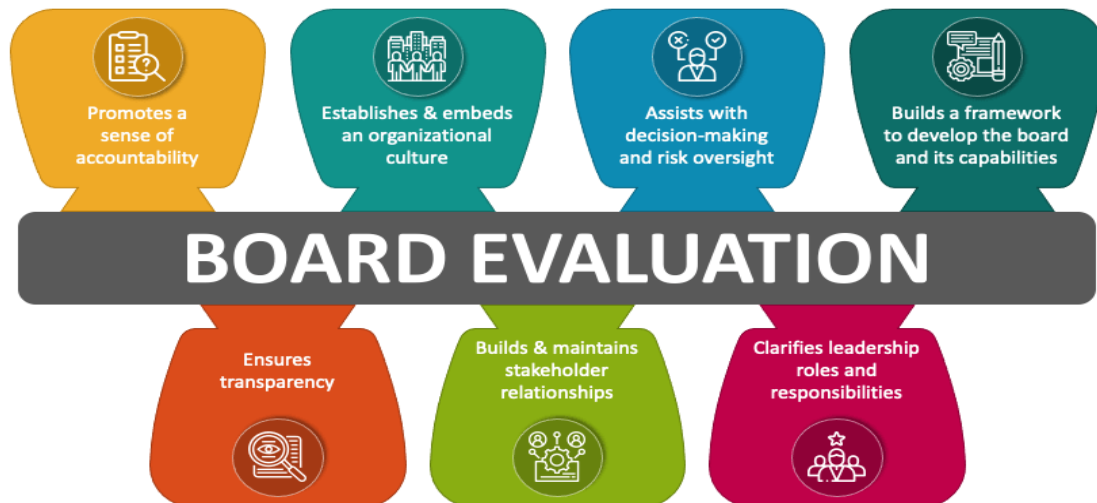 Promotes a
sense of
accountability
Establishes & embeds
an organizational
culture
Assists with
decision-making
and risk oversight
Builds a framework
to develop the board
and its capabilities
BOARD EVALUATION
Ensures
transparency
Builds & maintains
stakeholder
relationships
Clarifies leadership
roles and
responsibilities